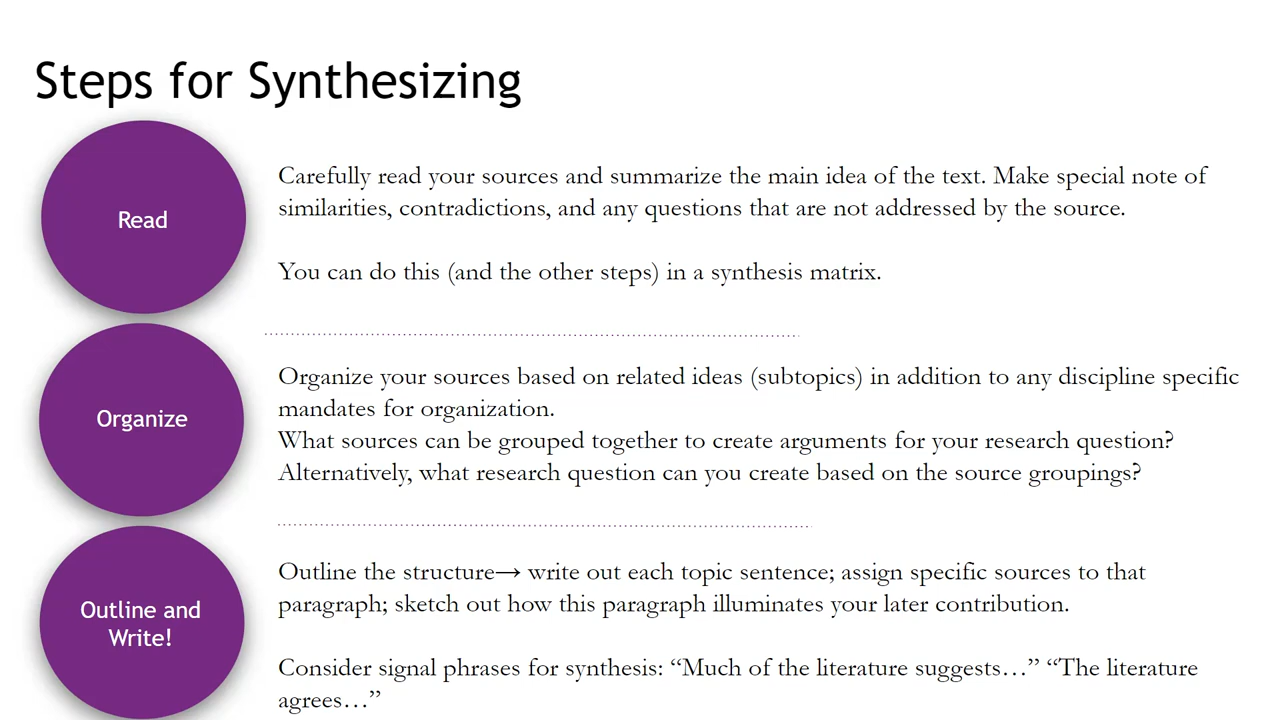 Steps for Synthesizing
Read
Carefully read your sources and summarize the main idea of the text. Make special note of
similarities, contradictions, and any questions that are not addressed by the source.
You can do this (and the other steps) in a synthesis matrix.
Organize
Organize your sources based on related ideas (subtopics) in addition to any discipline specific
mandates for organization.
What sources can be grouped together to create arguments for your research question?
Alternatively, what research question can you create based on the source groupings?
Outline and
Write!
Outline the structure→ write out each topic sentence; assign specific sources to that
paragraph; sketch out how this paragraph illuminates your later contribution.
Consider signal phrases for synthesis: “Much of the literature suggests…” “The literature
agrees…”